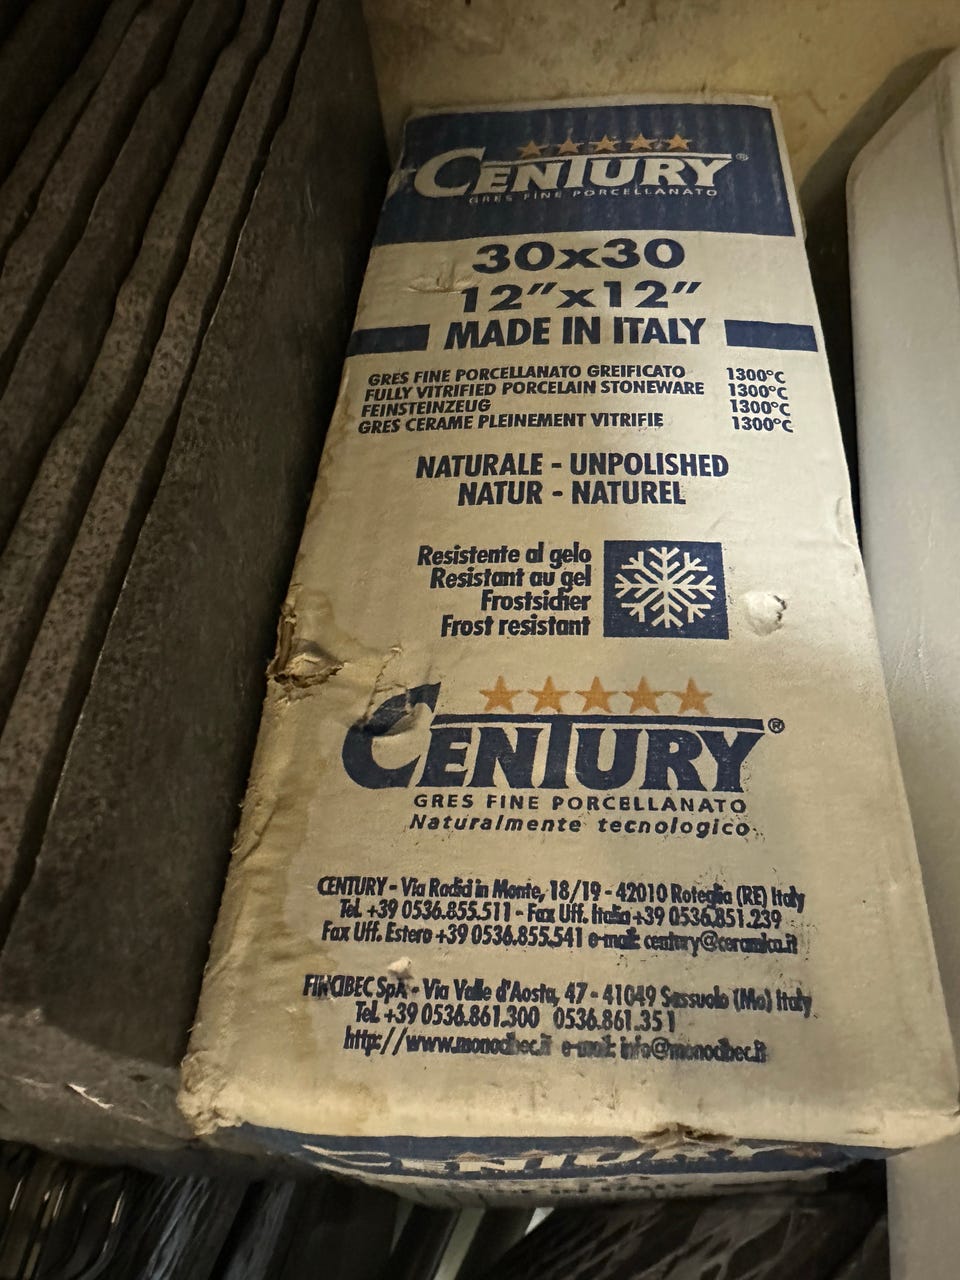 CENTURY®
GRES FINE PORCELLANATO
30x30
12"x12"
MADE IN ITALY
GRES FINE PORCELLANATO GREIFICATO 1300°C
FULLY VITRIFIED PORCELAIN STONEWARE 1300°C
FEINSTEINZEUG 1300°C
GRES CERAME PLEINEMENT VITRIFIE 1300°C
NATURALE - UNPOLISHED
NATUR - NATUREL
Resistente al gelo
Resistant au gel
Frostsicher
Frost resistant
CENTURY®
GRES FINE PORCELLANATO
Naturalmente tecnologico
CENTURY - Via Radici in Monte, 18/19 - 42010 Roteglia (RE) Italy
Tel. +39 0536.855.511 - Fax Uff. Italia +39 0536.851.239
Fax Uff. Estero +39 0536.855.541 e-mail: century@ceramica.it
FINCIBEC SpA - Via Valle d'Aosta, 47 - 41049 Sassuolo (Mo) Italy
Tel. +39 0536.861.300 0536.861.351
http://www.monocibec.it e-mail: info@monocibec.it
CENTURY